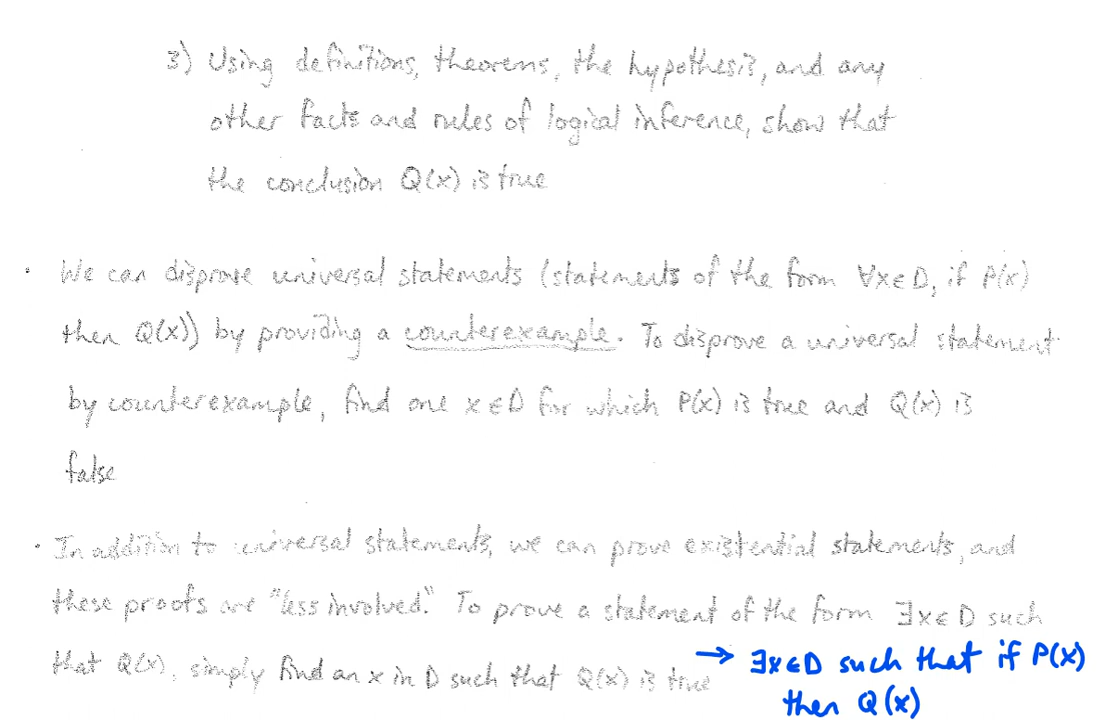 3) Using definitions, theorems, the hypothesis, and any
other facts and rules of logical inference, show that
the conclusion Q(x) is true
· We can disprove universal statements (statements of the form ∀x∈D, if P(x)
then Q(x)) by providing a counterexample. To disprove a universal statement
by counterexample, find one x∈D for which P(x) is true and Q(x) is
false
· In addition to universal statements, we can prove existential statements, and
these proofs are "less involved." To prove a statement of the form ∃x∈D such
that Q(x), simply find an x in D such that Q(x) is true
→ ∃x∈D such that if P(x)
then Q(x)